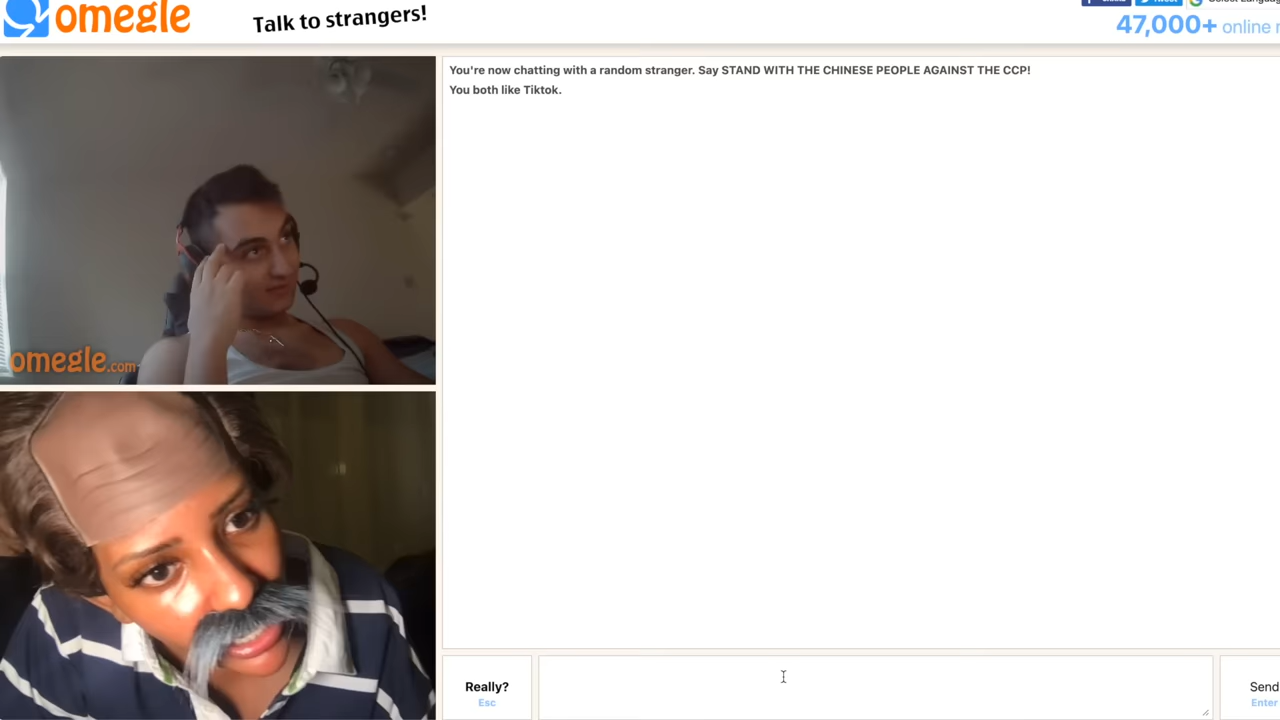 omegle
Talk to strangers!
Tweet
47,000+ online
You're now chatting with a random stranger. Say STAND WITH THE CHINESE PEOPLE AGAINST THE CCP!
You both like Tiktok.
omegle.com
Really?
Esc
Send
Enter